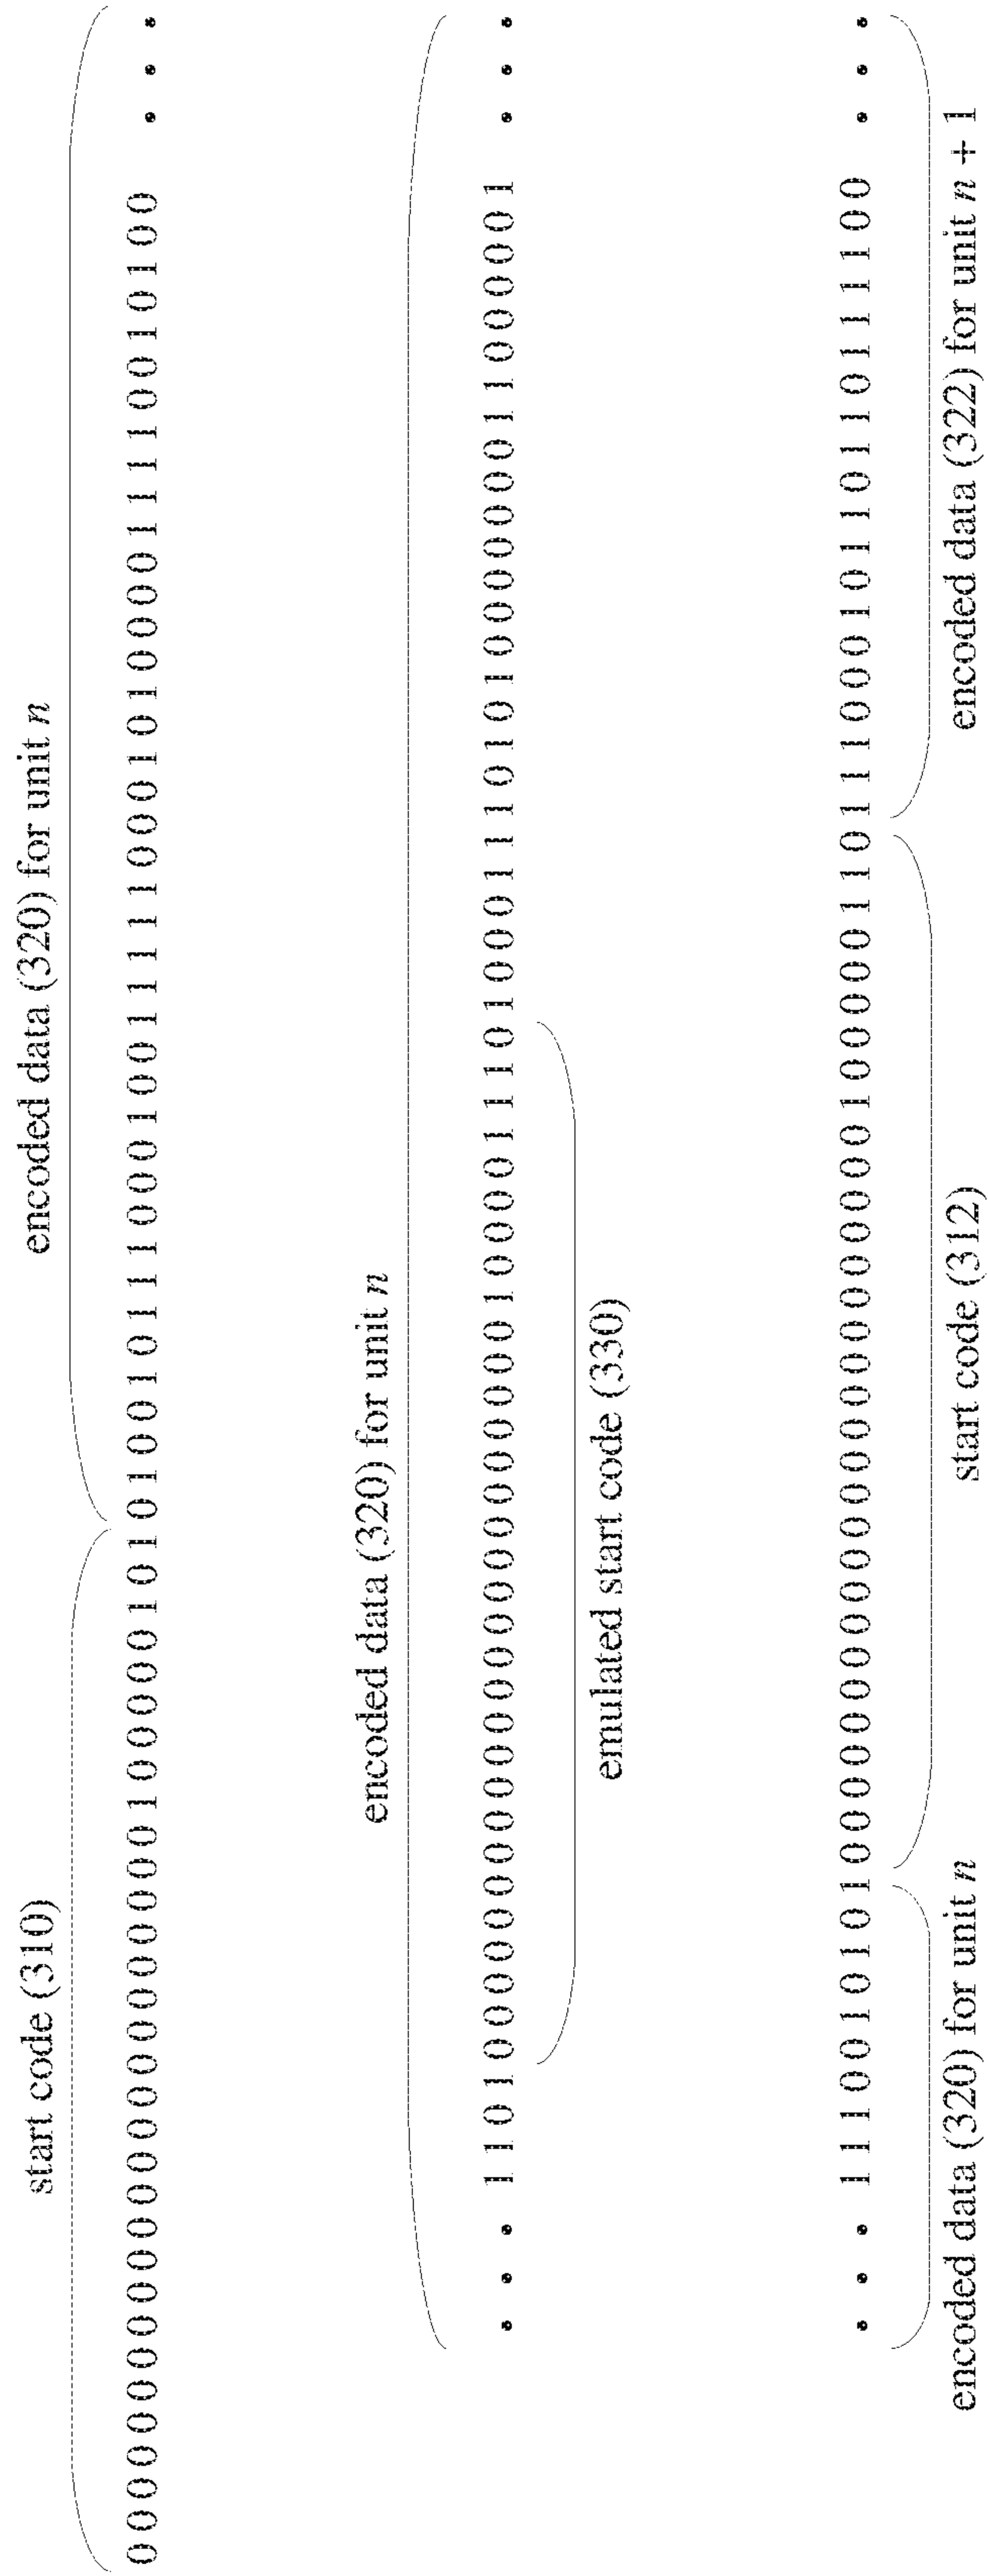 start code (310) encoded data (320) for unit n
0 0 0 0 0 0 0 0 0 0 0 0 0 0 0 0 0 0 0 0 0 0 0 1 0 0 0 0 0 1 0 1 0 1 0 0 1 0 1 1 1 0 0 0 1 0 0 1 1 1 1 1 0 0 0 1 0 1 0 0 0 0 1 1 1 1 0 0 1 0 1 0 0 • • •
encoded data (320) for unit n
• • • 1 1 0 1 0 0 0 0 0 0 0 0 0 0 0 0 0 0 0 0 0 0 0 0 0 0 0 1 0 0 0 0 1 1 1 0 1 0 0 0 1 1 1 0 1 0 1 0 0 0 0 0 0 0 1 1 0 0 0 0 0 1 • • •
emulated start code (330)
• • • 1 1 1 0 0 1 0 1 0 1 0 0 0 0 0 0 0 0 0 0 0 0 0 0 0 0 0 0 0 0 0 0 0 1 0 0 0 0 0 1 1 0 1 1 1 0 0 0 1 0 1 1 0 1 1 0 1 1 1 1 0 0 • • •
encoded data (320) for unit n start code (312) encoded data (322) for unit n + 1